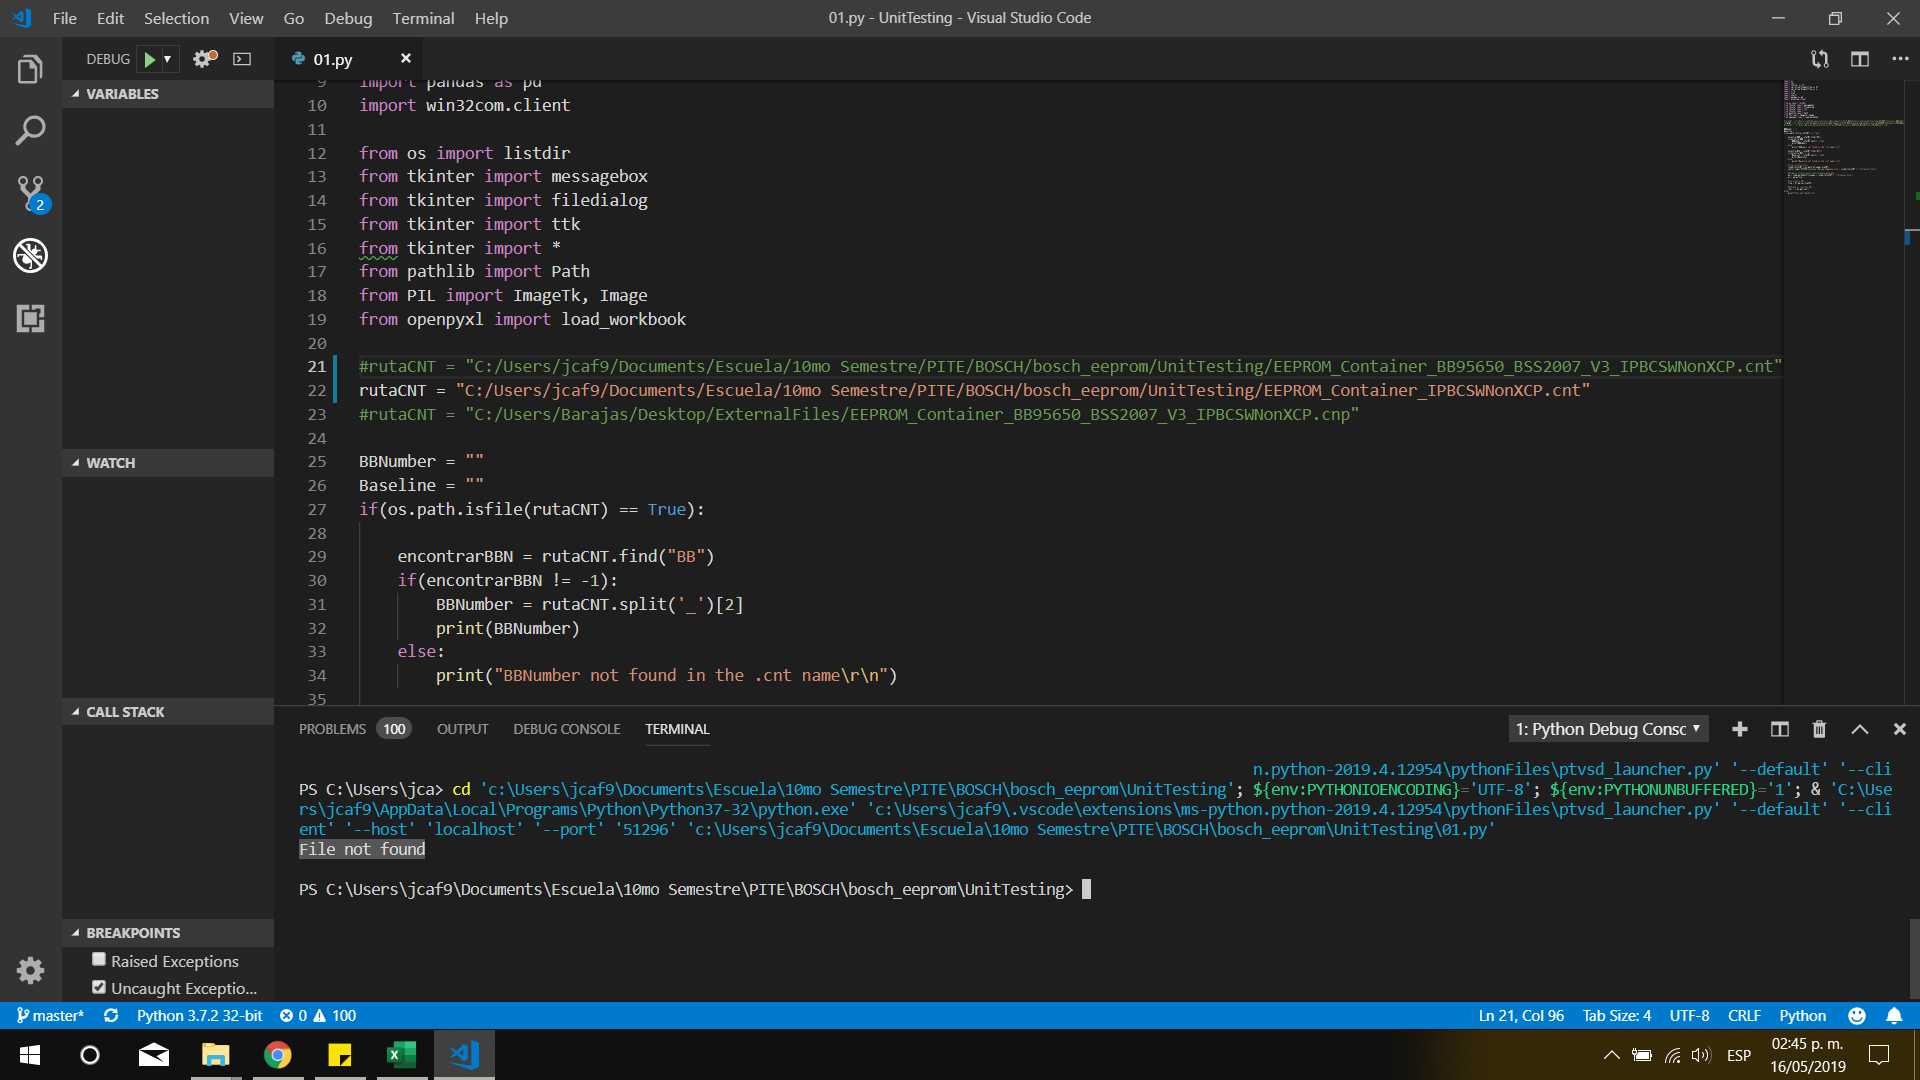 File Edit Selection View Go Debug Terminal Help
01.py - UnitTesting - Visual Studio Code
DEBUG
01.py
VARIABLES
WATCH
CALL STACK
BREAKPOINTS
Raised Exceptions
Uncaught Exceptio...
2
9 import pandas as pd
10 import win32com.client
11
12 from os import listdir
13 from tkinter import messagebox
14 from tkinter import filedialog
15 from tkinter import ttk
16 from tkinter import *
17 from pathlib import Path
18 from PIL import ImageTk, Image
19 from openpyxl import load_workbook
20
21 #rutaCNT = "C:/Users/jcaf9/Documents/Escuela/10mo Semestre/PITE/BOSCH/bosch_eeprom/UnitTesting/EEPROM_Container_BB95650_BSS2007_V3_IPBCSWNonXCP.cnt"
22 rutaCNT = "C:/Users/jcaf9/Documents/Escuela/10mo Semestre/PITE/BOSCH/bosch_eeprom/UnitTesting/EEPROM_Container_IPBCSWNonXCP.cnt"
23 #rutaCNT = "C:/Users/Barajas/Desktop/ExternalFiles/EEPROM_Container_BB95650_BSS2007_V3_IPBCSWNonXCP.cnp"
24
25 BBNumber = ""
26 Baseline = ""
27 if(os.path.isfile(rutaCNT) == True):
28
29 encontrarBBN = rutaCNT.find("BB")
30 if(encontrarBBN != -1):
31 BBNumber = rutaCNT.split('_')[2]
32 print(BBNumber)
33 else:
34 print("BBNumber not found in the .cnt name\r\n")
35
PROBLEMS 100 OUTPUT DEBUG CONSOLE TERMINAL
1: Python Debug Consc
n.python-2019.4.12954\pythonFiles\ptvsd_launcher.py' '--default' '--cli
PS C:\Users\jca> cd 'c:\Users\jcaf9\Documents\Escuela\10mo Semestre\PITE\BOSCH\bosch_eeprom\UnitTesting'; ${env:PYTHONIOENCODING}='UTF-8'; ${env:PYTHONUNBUFFERED}='1'; & 'C:\Use
rs\jcaf9\AppData\Local\Programs\Python\Python37-32\python.exe' 'c:\Users\jcaf9\.vscode\extensions\ms-python.python-2019.4.12954\pythonFiles\ptvsd_launcher.py' '--default' '--cli
ent' '--host' 'localhost' '--port' '51296' 'c:\Users\jcaf9\Documents\Escuela\10mo Semestre\PITE\BOSCH\bosch_eeprom\UnitTesting\01.py'
File not found
PS C:\Users\jcaf9\Documents\Escuela\10mo Semestre\PITE\BOSCH\bosch_eeprom\UnitTesting>
master* Python 3.7.2 32-bit 0 100
Ln 21, Col 96 Tab Size: 4 UTF-8 CRLF Python
ESP
02:45 p. m.
16/05/2019